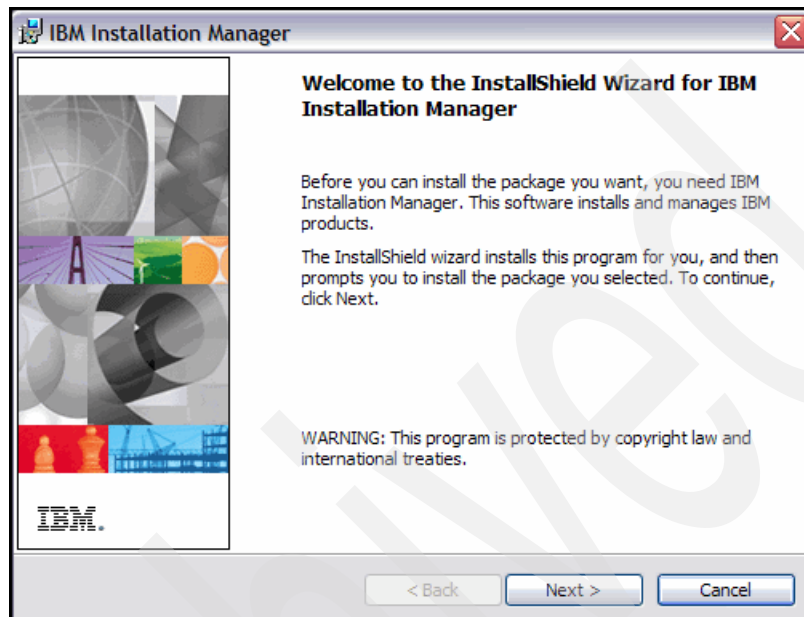 IBM Installation Manager
Welcome to the InstallShield Wizard for IBM
Installation Manager
Before you can install the package you want, you need IBM
Installation Manager. This software installs and manages IBM
products.
The InstallShield wizard installs this program for you, and then
prompts you to install the package you selected. To continue,
click Next.
WARNING: This program is protected by copyright law and
international treaties.
IBM.
< Back
Next >
Cancel